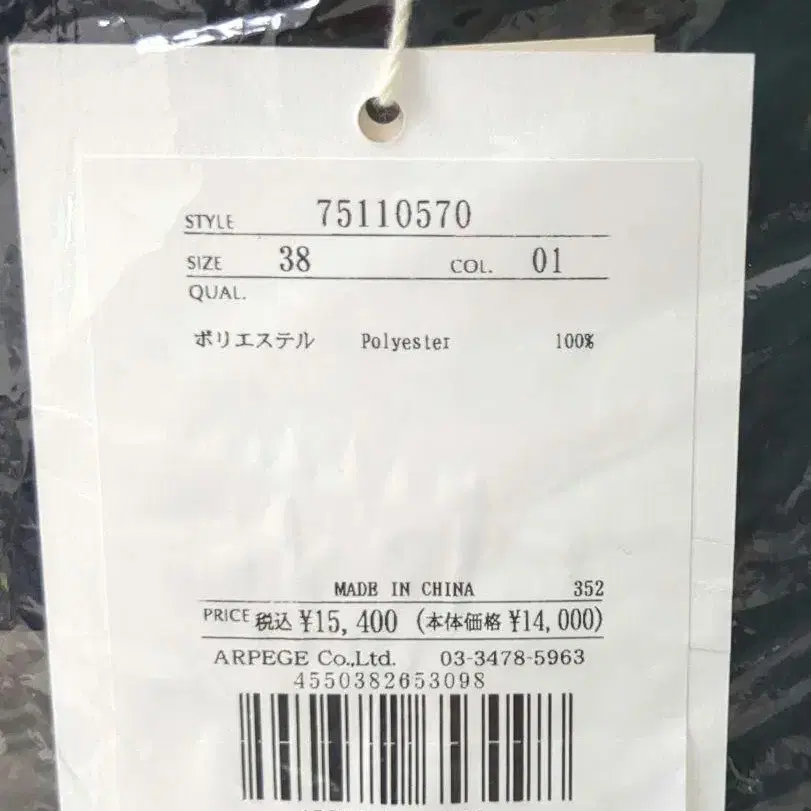 STYLE 75110570
SIZE 38 COL. 01
QUAL.
ポリエステル Polyester 100%
MADE IN CHINA 352
PRICE 税込 ¥15,400 (本体価格 ¥14,000)
ARPEGE Co.,Ltd. 03-3478-5963
4550382653098